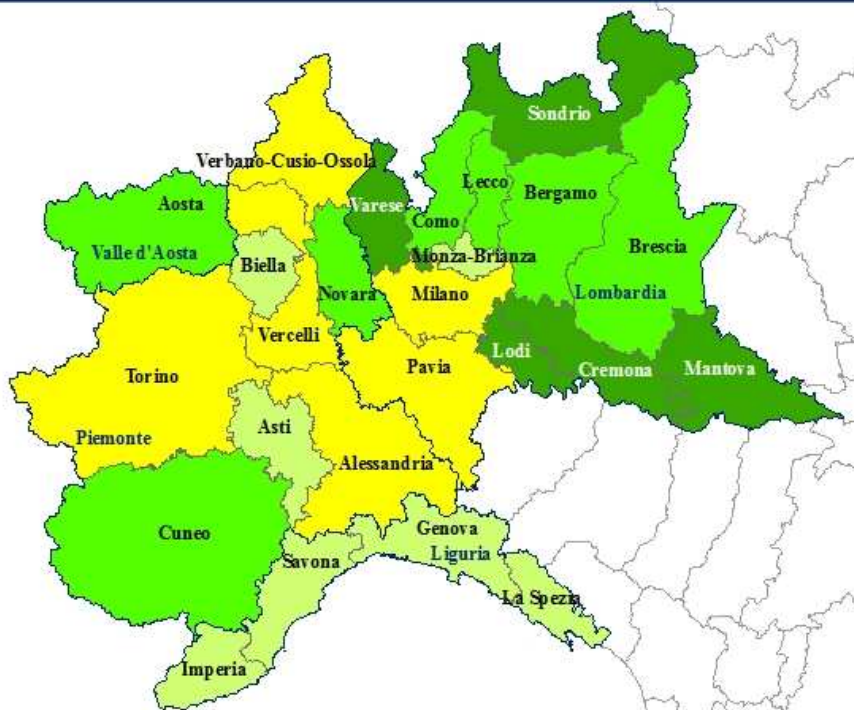 Sondrio
Verbano-Cusio-Ossola
Lecco
Bergamo
Aosta
Varese
Como
Valle d'Aosta
Brescia
Monza-Brianza
Biella
Novara
Milano
Lombardia
Vercelli
Lodi
Pavia
Cremona
Mantova
Torino
Asti
Piemonte
Alessandria
Genova
Cuneo
Liguria
Savona
La Spezia
Imperia